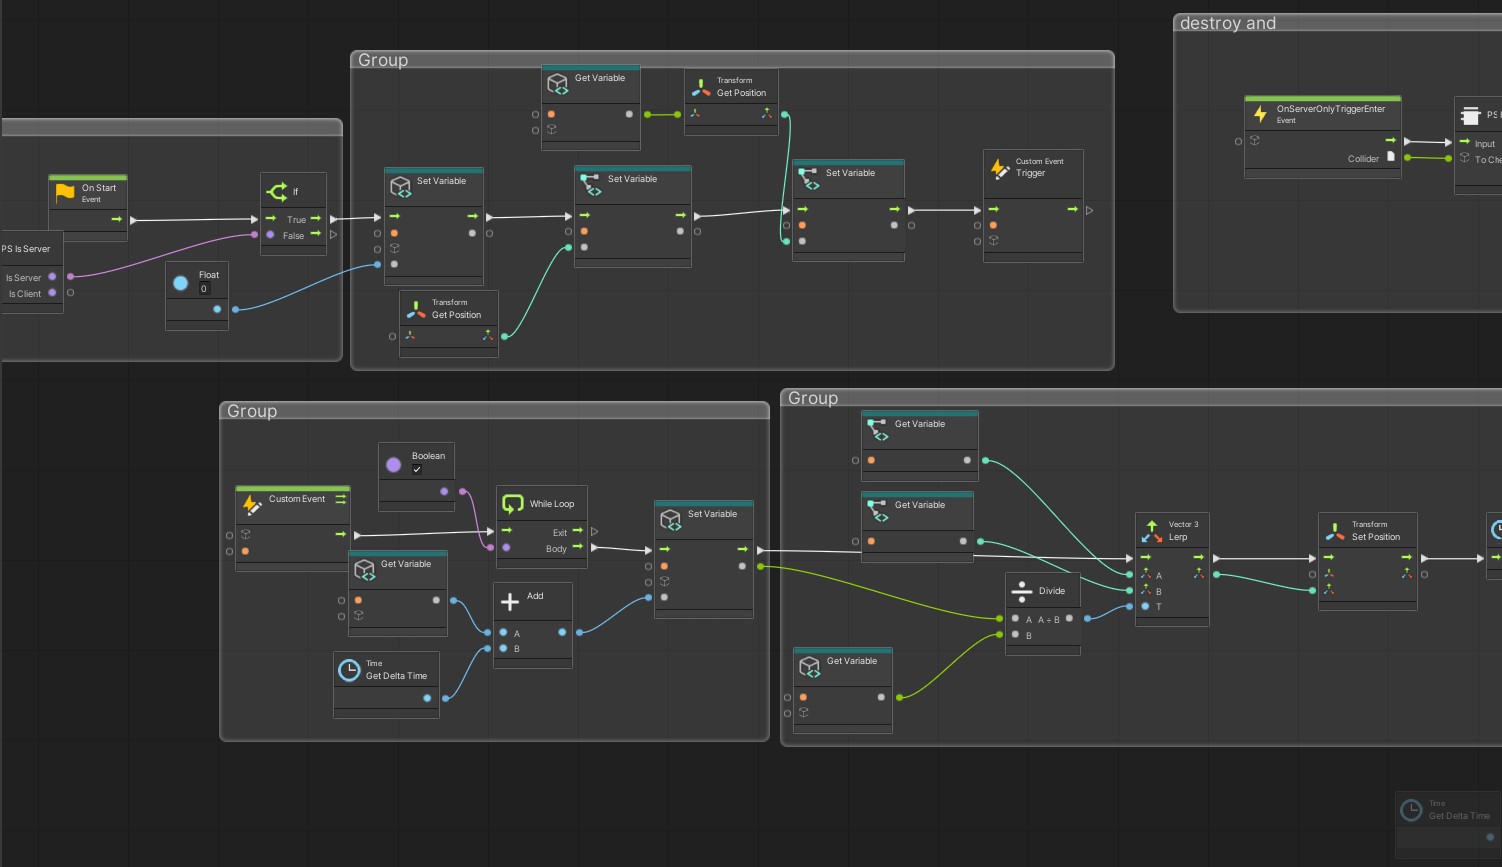 destroy and
Group
Get Variable
Transform
Get Position
OnServerOnlyTriggerEnter
Event
Collider
Input
On Start
Event
If
True
False
PS Is Server
Is Server
Is Client
Float
0
Set Variable
Set Variable
Set Variable
Custom Event
Trigger
Transform
Get Position
Group
Boolean
Custom Event
While Loop
Exit
Body
Set Variable
Get Variable
Add
A
B
Time
Get Delta Time
Group
Get Variable
Get Variable
Vector 3
Lerp
A
B
T
Transform
Set Position
Divide
A A ÷ B
B
Get Variable
Time
Get Delta Time